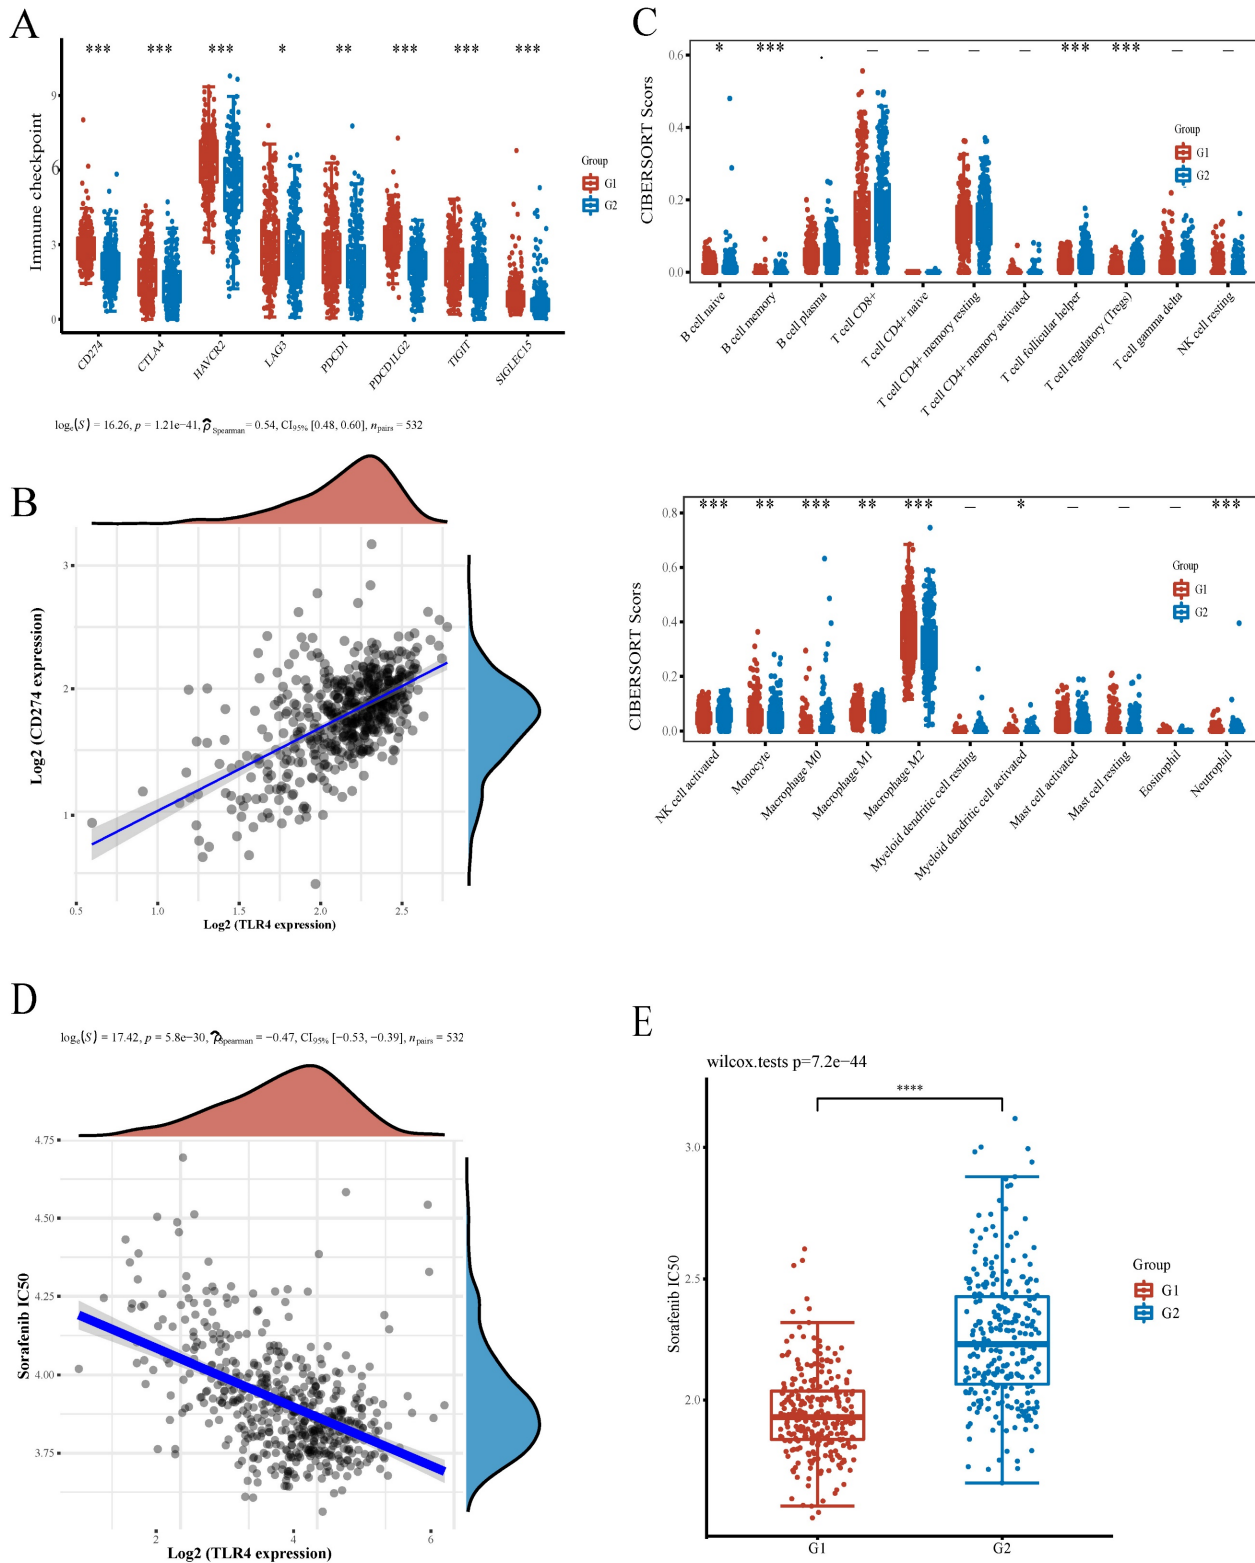 A
*** *** *** * ** *** *** ***
Immune checkpoint
9
6
3
0
CD274
CTLA4
HAVCR2
LAG3
PDCD1
PDCD1LG2
TIGIT
SIGLEC15
Group
G1
G2
C
* *** . — — — — *** *** — —
CIBERSORT Scors
0.6
0.4
0.2
0.0
B cell naive
B cell memory
B cell plasma
T cell CD8+
T cell CD4+ naive
T cell CD4+ memory resting
T cell CD4+ memory activated
T cell follicular helper
T cell regulatory (Tregs)
T cell gamma delta
NK cell resting
Group
G1
G2
B
logₑ(S) = 16.26, p = 1.21e−41, ρ̂Spearman = 0.54, CI95% [0.48, 0.60], npairs = 532
Log2 (CD274 expression)
3
2
1
0.5
1.0
1.5
2.0
2.5
Log2 (TLR4 expression)
*** ** *** ** *** — * — — — ***
CIBERSORT Scors
0.8
0.6
0.4
0.2
0.0
NK cell activated
Monocyte
Macrophage M0
Macrophage M1
Macrophage M2
Myeloid dendritic cell resting
Myeloid dendritic cell activated
Mast cell activated
Mast cell resting
Eosinophil
Neutrophil
Group
G1
G2
D
logₑ(S) = 17.42, p = 5.8e−30, ρ̂Spearman = −0.47, CI95% [−0.53, −0.39], npairs = 532
Sorafenib IC50
4.75
4.50
4.25
4.00
3.75
2
4
6
Log2 (TLR4 expression)
E
wilcox.tests p=7.2e−44
****
Sorafenib IC50
3.0
2.5
2.0
G1
G2
Group
G1
G2